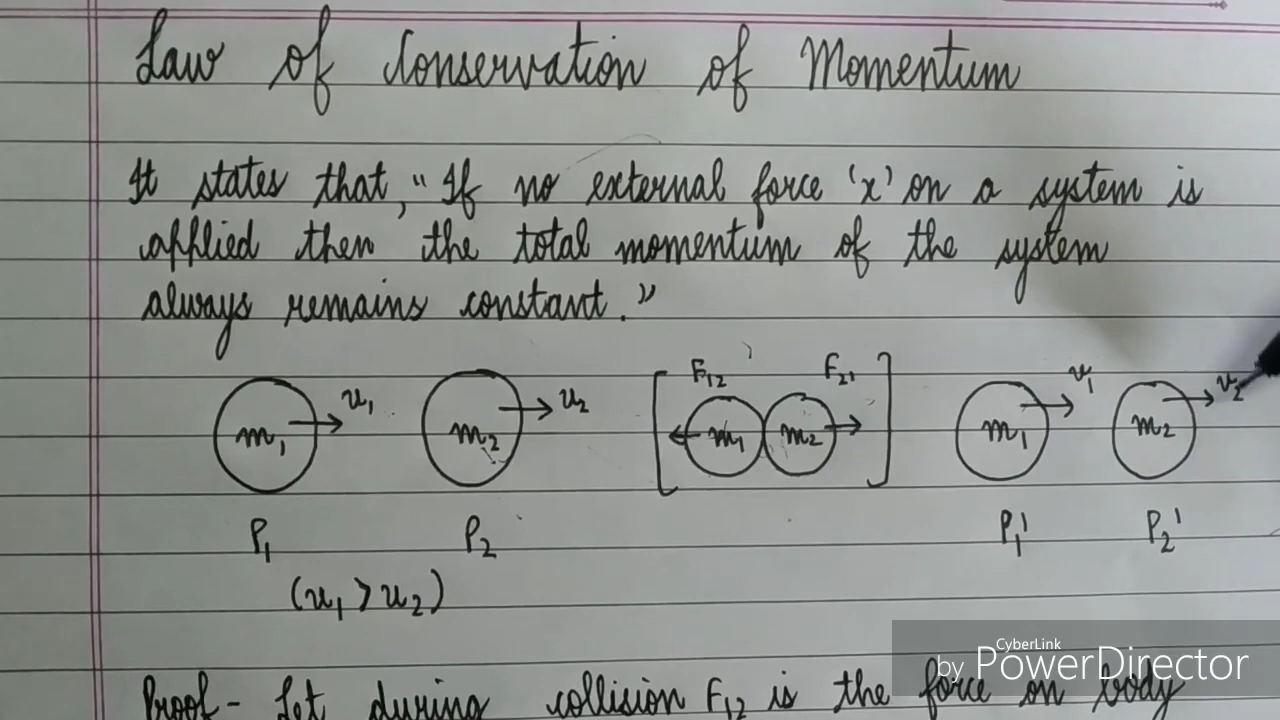 Law of Conservation of Momentum
It states that, "If no external force 'x' on a system is
applied then the total momentum of the system
always remains constant."
F12 F21
m1 u1 m2 u2 m1 m2 m1 v1 m2 v2
P1 P2 P1' P2'
(u1 > u2)
CyberLink
by PowerDirector
Proof - Let during collision F12 is the force on body